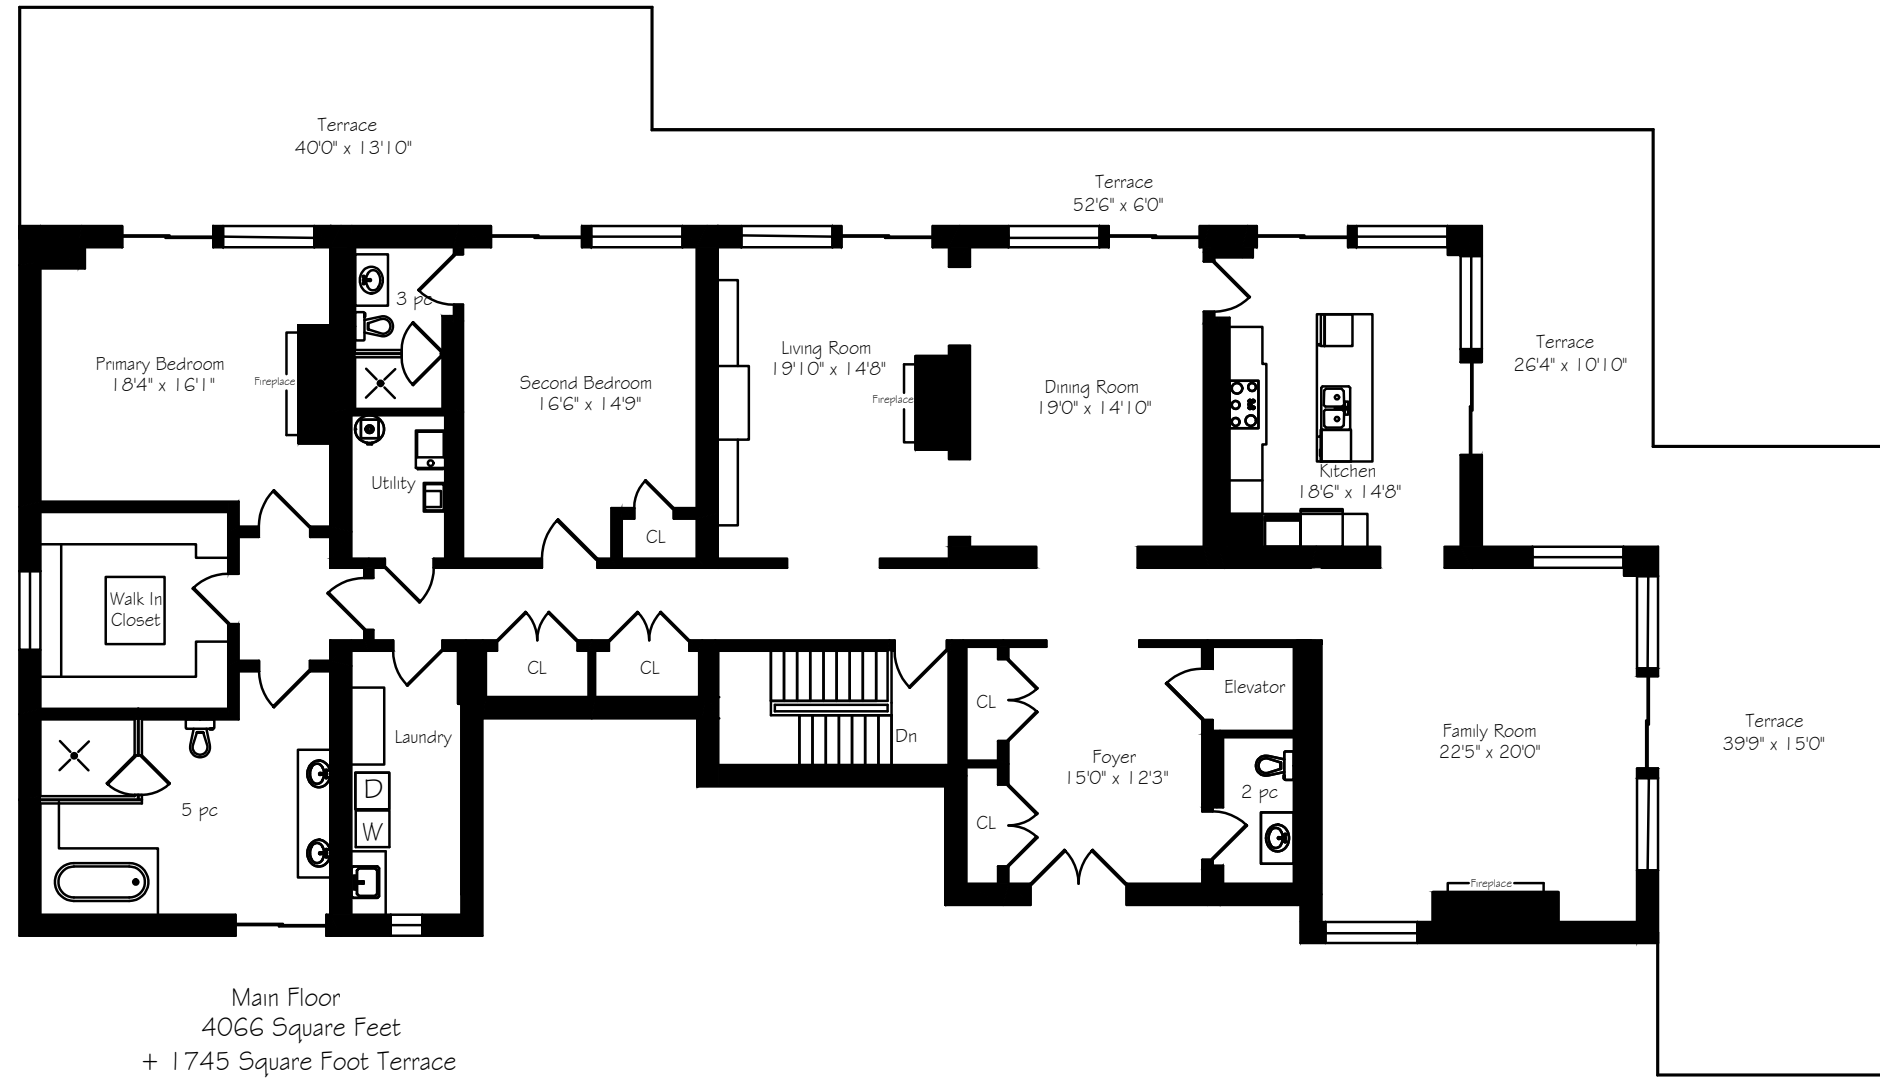 Terrace
40'0" x 13'10"
Terrace
52'6" x 6'0"
Terrace
26'4" x 10'10"
Primary Bedroom
18'4" x 16'1"
Fireplace
3 pc
Utility
Second Bedroom
16'6" x 14'9"
CL
Living Room
19'10" x 14'8"
Fireplace
Dining Room
19'0" x 14'10"
Kitchen
18'6" x 14'8"
Walk In
Closet
CL
CL
Laundry
D
W
5 pc
Dn
CL
CL
Foyer
15'0" x 12'3"
Elevator
2 pc
Family Room
22'5" x 20'0"
Fireplace
Terrace
39'9" x 15'0"
Main Floor
4066 Square Feet
+ 1745 Square Foot Terrace